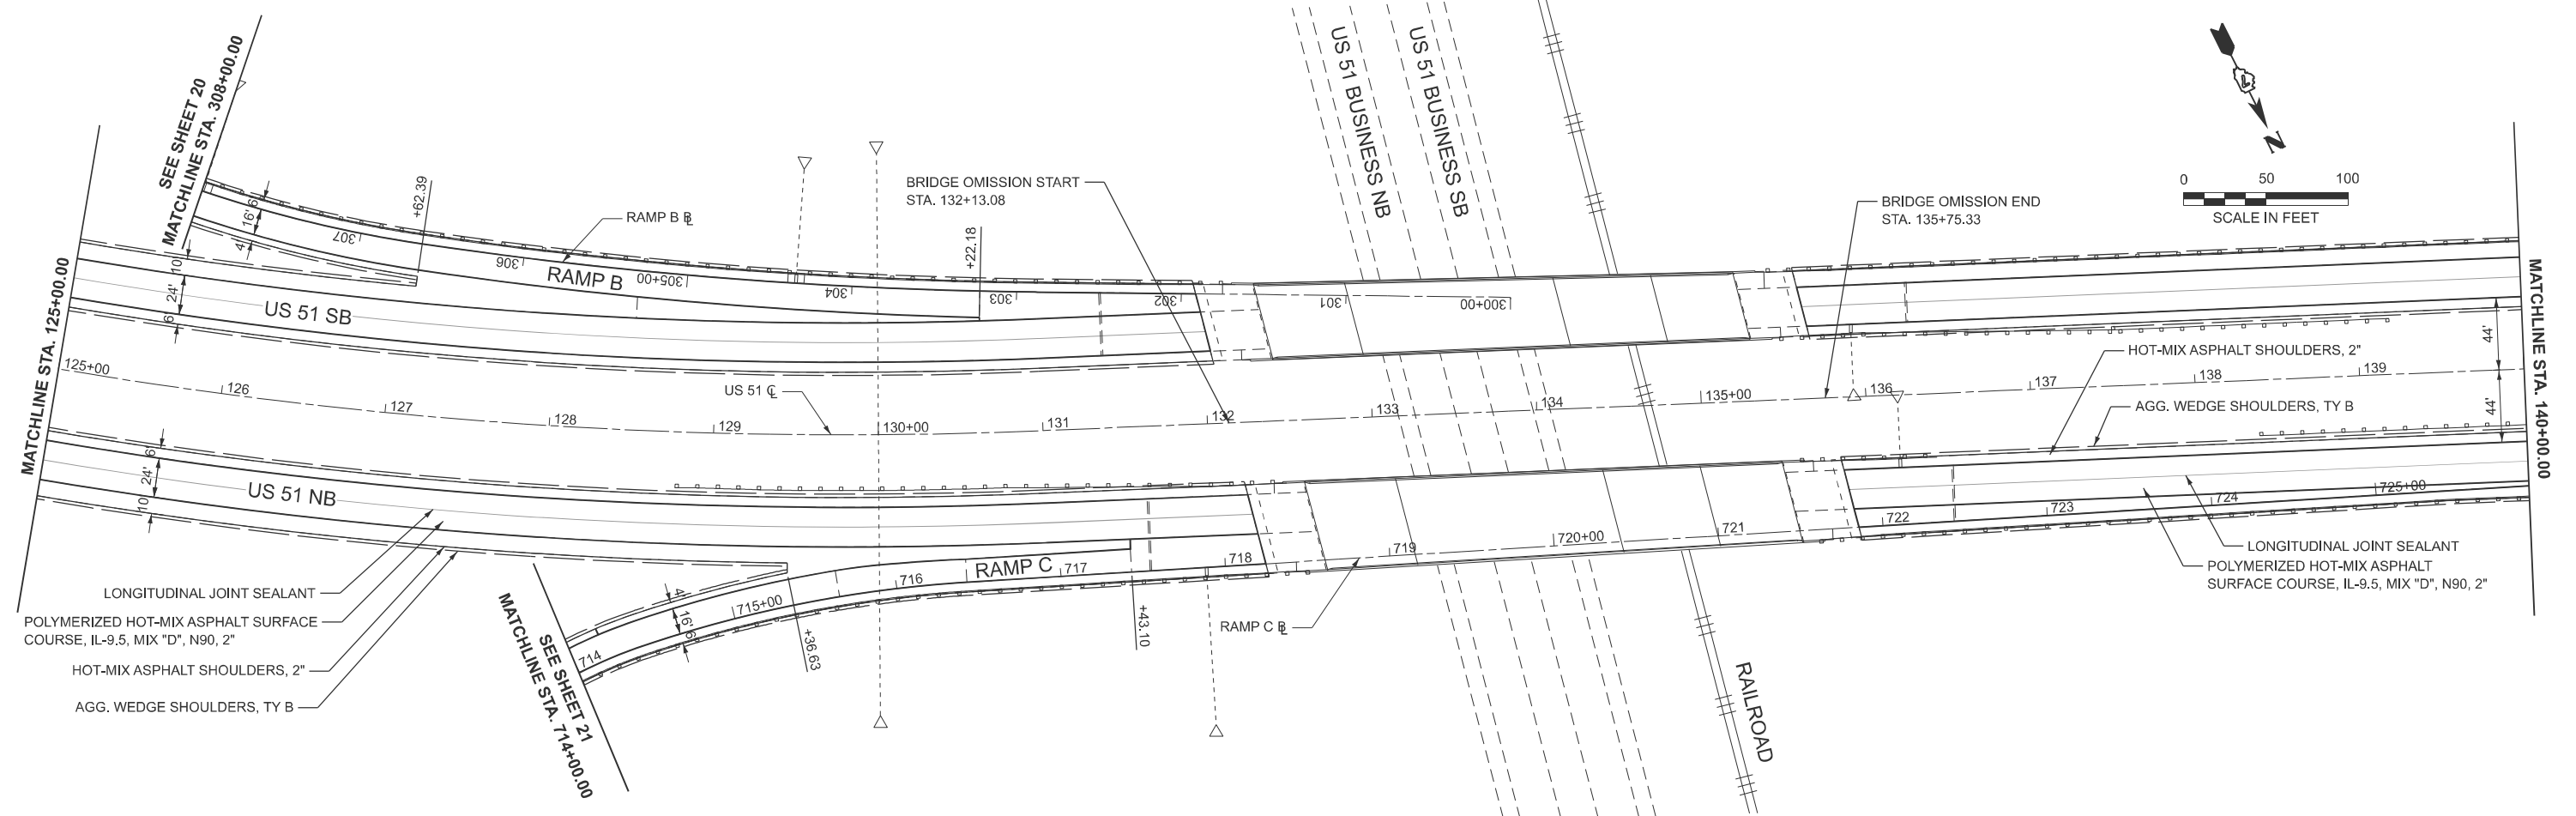 SEE SHEET 20
MATCHLINE STA. 308+00.00
MATCHLINE STA. 125+00.00
6'
16'
4'
307
+62.39
RAMP B BL
306
RAMP B
305+00
304
+22.18
303
302
301
300+00
BRIDGE OMISSION START
STA. 132+13.08
US 51 BUSINESS NB
US 51 BUSINESS SB
BRIDGE OMISSION END
STA. 135+75.33
N
0 50 100
SCALE IN FEET
10'
24'
6'
US 51 SB
125+00
126
127
128
129
130+00
131
132
133
134
135+00
136
137
138
139
US 51 CL
44'
44'
HOT-MIX ASPHALT SHOULDERS, 2"
AGG. WEDGE SHOULDERS, TY B
MATCHLINE STA. 140+00.00
6'
24'
10'
US 51 NB
LONGITUDINAL JOINT SEALANT
POLYMERIZED HOT-MIX ASPHALT SURFACE
COURSE, IL-9.5, MIX "D", N90, 2"
HOT-MIX ASPHALT SHOULDERS, 2"
AGG. WEDGE SHOULDERS, TY B
SEE SHEET 21
MATCHLINE STA. 714+00.00
4'
16'
6'
714
715+00
716
717
718
719
720+00
721
722
723
724
725+00
RAMP C
+36.63
+43.10
RAMP C BL
RAILROAD
LONGITUDINAL JOINT SEALANT
POLYMERIZED HOT-MIX ASPHALT
SURFACE COURSE, IL-9.5, MIX "D", N90, 2"